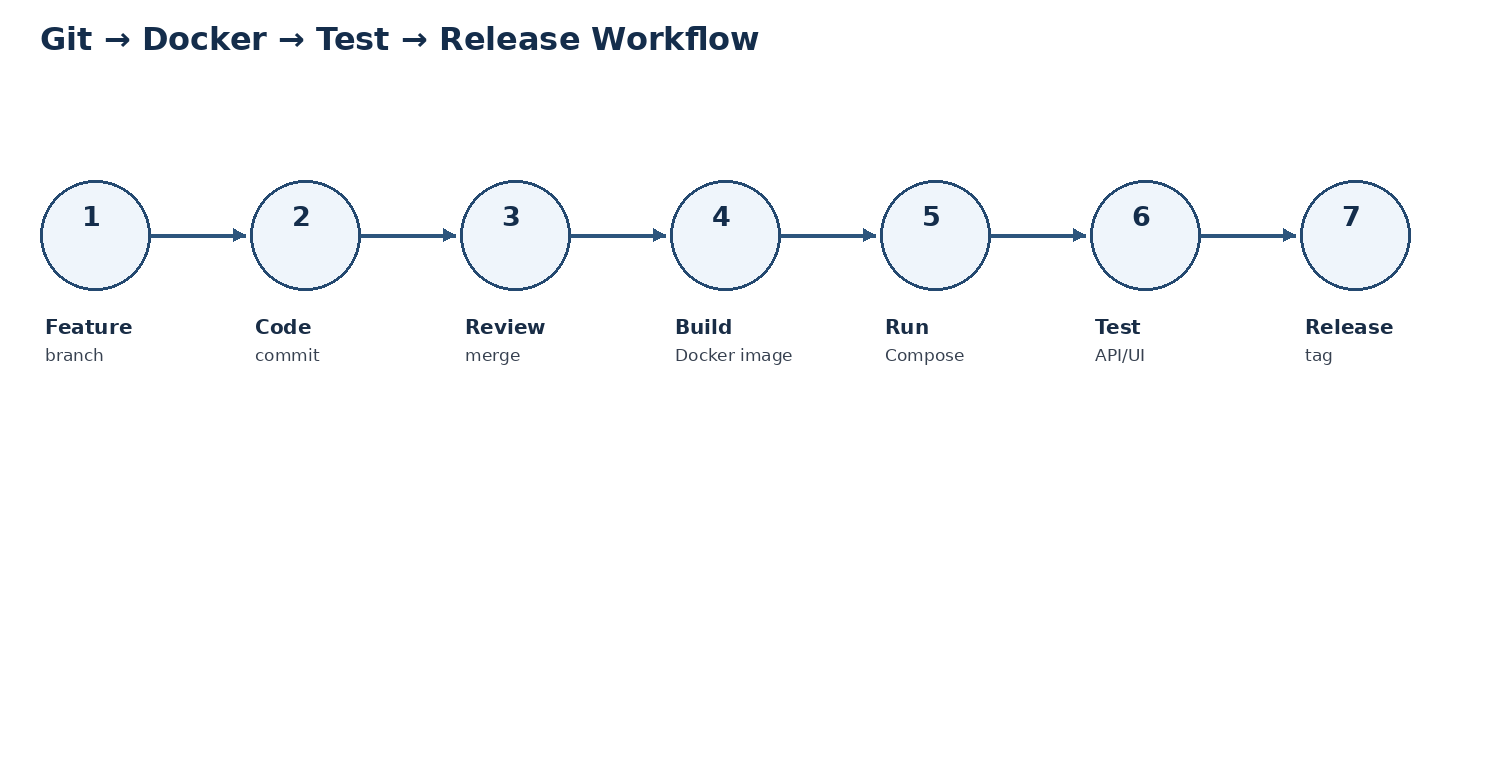 Git → Docker → Test → Release Workflow
1 2 3 4 5 6 7
Feature Code Review Build Run Test Release
branch commit merge Docker image Compose API/UI tag